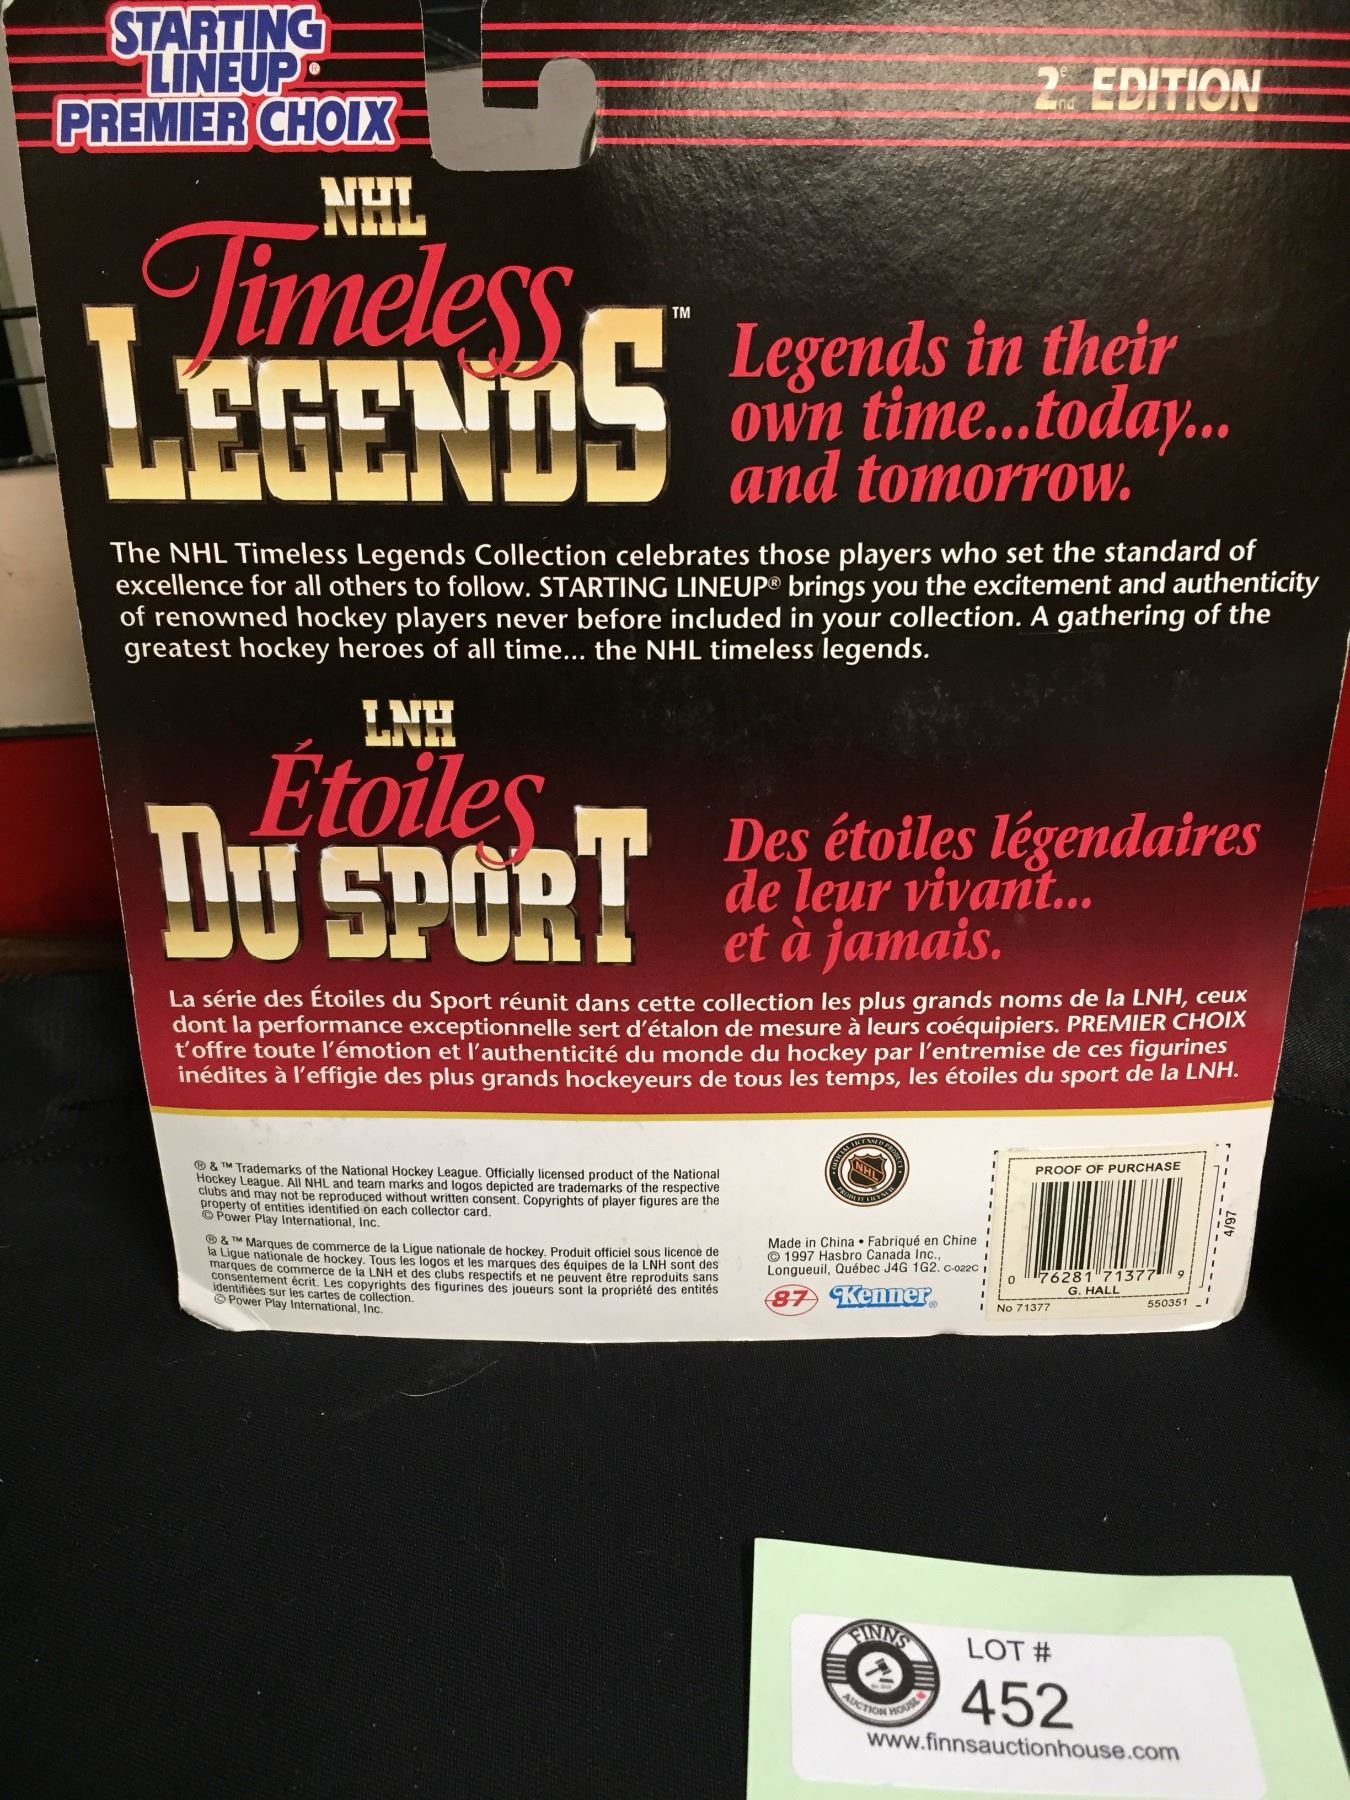 STARTING
LINEUP®
PREMIER CHOIX
2e nd EDITION
NHL
Timeless
LEGENDS™
Legends in their
own time...today...
and tomorrow.
The NHL Timeless Legends Collection celebrates those players who set the standard of
excellence for all others to follow. STARTING LINEUP® brings you the excitement and authenticity
of renowned hockey players never before included in your collection. A gathering of the
greatest hockey heroes of all time... the NHL timeless legends.
LNH
Étoiles
DU SPORT
Des étoiles légendaires
de leur vivant...
et à jamais.
La série des Étoiles du Sport réunit dans cette collection les plus grands noms de la LNH, ceux
dont la performance exceptionnelle sert d'étalon de mesure à leurs coéquipiers. PREMIER CHOIX
t'offre toute l'émotion et l'authenticité du monde du hockey par l'entremise de ces figurines
inédites à l'effigie des plus grands hockeyeurs de tous les temps, les étoiles du sport de la LNH.
® & ™ Trademarks of the National Hockey League. Officially licensed product of the National
Hockey League. All NHL and team marks and logos depicted are trademarks of the respective
clubs and may not be reproduced without written consent. Copyrights of player figures are the
property of entities identified on each collector card.
© Power Play International, Inc.
® & ™ Marques de commerce de la Ligue nationale de hockey. Produit officiel sous licence de
la Ligue nationale de hockey. Tous les logos et les marques des équipes de la LNH sont des
marques de commerce de la LNH et des clubs respectifs et ne peuvent être reproduits sans
consentement écrit. Les copyrights des figurines des joueurs sont la propriété des entités
identifiées sur les cartes de collection.
© Power Play International, Inc.
NHL
Made in China • Fabriqué en Chine
© 1997 Hasbro Canada Inc.,
Longueuil, Québec J4G 1G2. C-022C
87 Kenner®
PROOF OF PURCHASE
0 76281 71377 9
G. HALL
No 71377 550351
4/97
FINNS
AUCTION HOUSE
LOT #
452
www.finnsauctionhouse.com